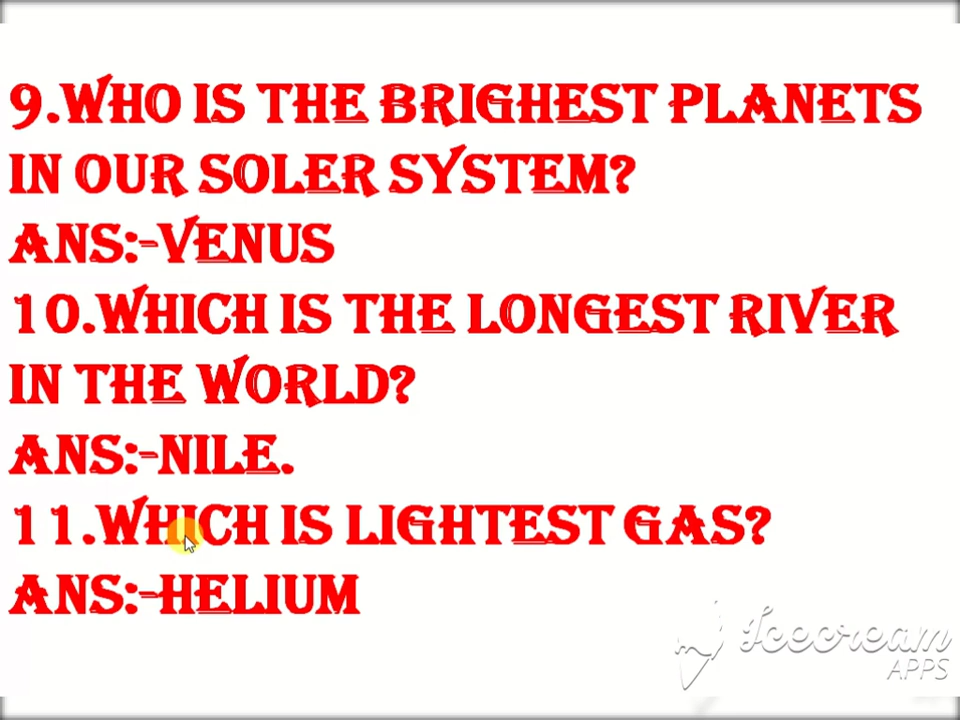 9.WHO IS THE BRIGHEST PLANETS
IN OUR SOLER SYSTEM?
ANS:-VENUS
10.WHICH IS THE LONGEST RIVER
IN THE WORLD?
ANS:-NILE.
11.WHICH IS LIGHTEST GAS?
ANS:-HELIUM
Icecream
APPS